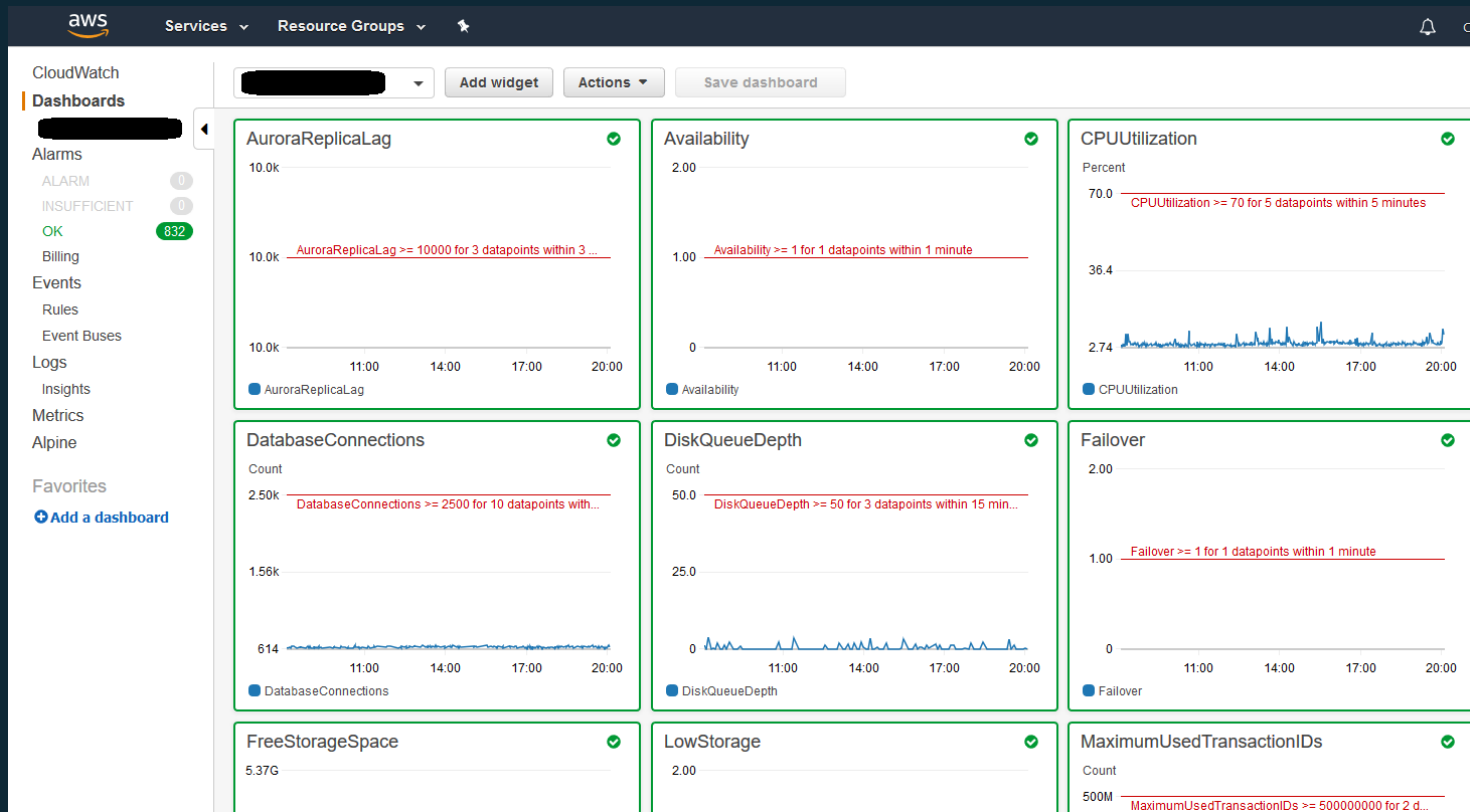 aws
Services
Resource Groups
CloudWatch
Dashboards
Alarms
ALARM 0
INSUFFICIENT 0
OK 832
Billing
Events
Rules
Event Buses
Logs
Insights
Metrics
Alpine
Favorites
Add a dashboard
Add widget
Actions
Save dashboard
AuroraReplicaLag
10.0k
AuroraReplicaLag >= 10000 for 3 datapoints within 3 ...
10.0k
10.0k
11:00 14:00 17:00 20:00
AuroraReplicaLag
Availability
2.00
Availability >= 1 for 1 datapoints within 1 minute
1.00
0
11:00 14:00 17:00 20:00
Availability
CPUUtilization
Percent
70.0
CPUUtilization >= 70 for 5 datapoints within 5 minutes
36.4
2.74
11:00 14:00 17:00 20:00
CPUUtilization
DatabaseConnections
Count
2.50k
DatabaseConnections >= 2500 for 10 datapoints with...
1.56k
614
11:00 14:00 17:00 20:00
DatabaseConnections
DiskQueueDepth
Count
50.0
DiskQueueDepth >= 50 for 3 datapoints within 15 min...
25.0
0
11:00 14:00 17:00 20:00
DiskQueueDepth
Failover
2.00
Failover >= 1 for 1 datapoints within 1 minute
1.00
0
11:00 14:00 17:00 20:00
Failover
FreeStorageSpace
5.37G
LowStorage
2.00
MaximumUsedTransactionIDs
Count
500M
MaximumUsedTransactionIDs >= 500000000 for 2 d...